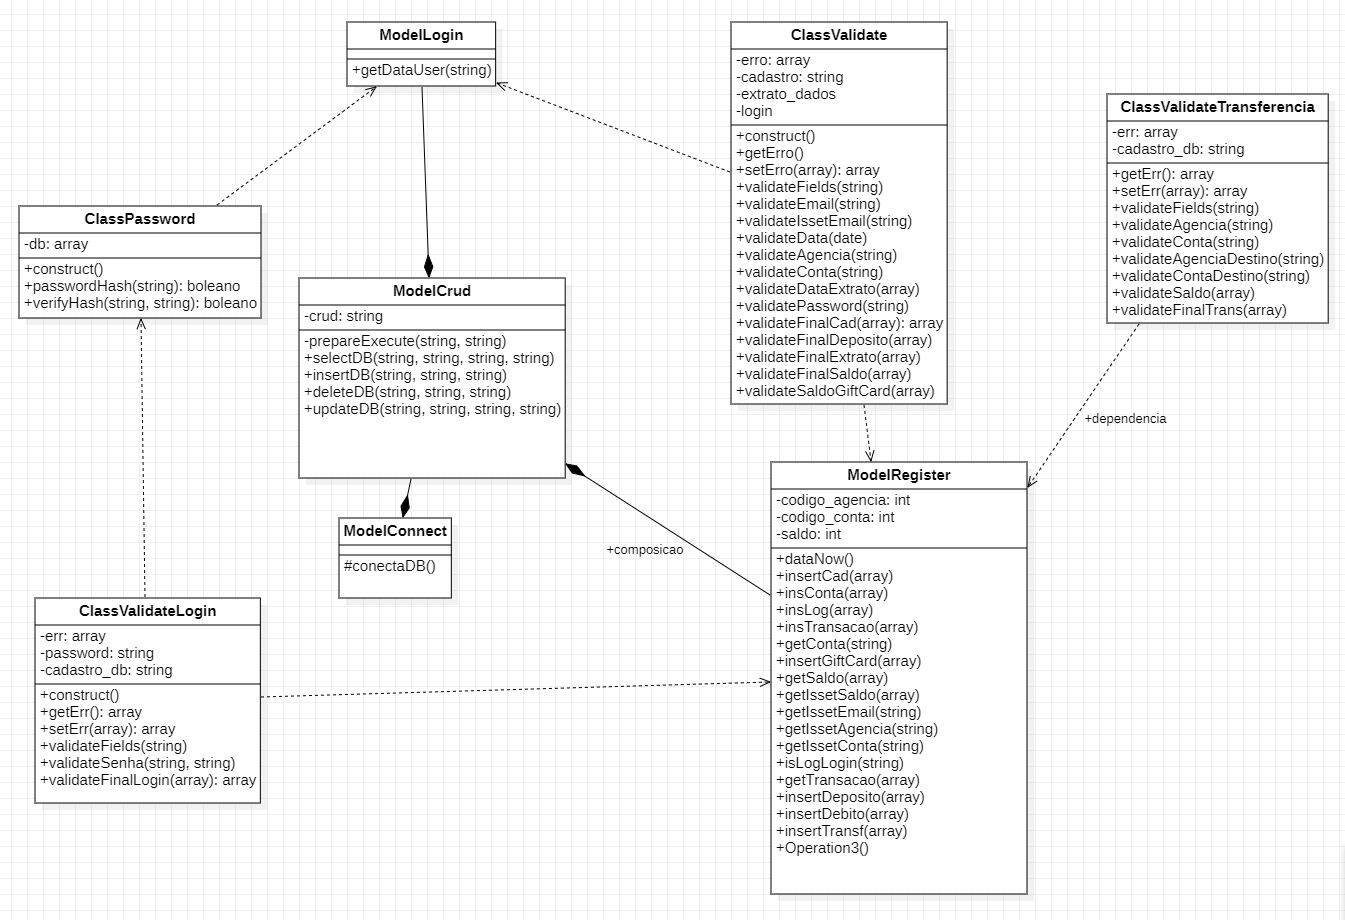 ModelLogin
+getDataUser(string)
ClassValidate
-erro: array
-cadastro: string
-extrato_dados
-login
+construct()
+getErro()
+setErro(array): array
+validateFields(string)
+validateEmail(string)
+validateIssetEmail(string)
+validateData(date)
+validateAgencia(string)
+validateConta(string)
+validateDataExtrato(array)
+validatePassword(string)
+validateFinalCad(array): array
+validateFinalDeposito(array)
+validateFinalExtrato(array)
+validateFinalSaldo(array)
+validateSaldoGiftCard(array)
ClassValidateTransferencia
-err: array
-cadastro_db: string
+getErr(): array
+setErr(array): array
+validateFields(string)
+validateAgencia(string)
+validateConta(string)
+validateAgenciaDestino(string)
+validateContaDestino(string)
+validateSaldo(array)
+validateFinalTrans(array)
ClassPassword
-db: array
+construct()
+passwordHash(string): boleano
+verifyHash(string, string): boleano
ModelCrud
-crud: string
-prepareExecute(string, string)
+selectDB(string, string, string, string)
+insertDB(string, string, string)
+deleteDB(string, string, string)
+updateDB(string, string, string, string)
+dependencia
+composicao
ModelConnect
#conectaDB()
ModelRegister
-codigo_agencia: int
-codigo_conta: int
-saldo: int
+dataNow()
+insertCad(array)
+insConta(array)
+insLog(array)
+insTransacao(array)
+getConta(string)
+insertGiftCard(array)
+getSaldo(array)
+getIssetSaldo(array)
+getIssetEmail(string)
+getIssetAgencia(string)
+getIssetConta(string)
+isLogLogin(string)
+getTransacao(array)
+insertDeposito(array)
+insertDebito(array)
+insertTransf(array)
+Operation3()
ClassValidateLogin
-err: array
-password: string
-cadastro_db: string
+construct()
+getErr(): array
+setErr(array): array
+validateFields(string)
+validateSenha(string, string)
+validateFinalLogin(array): array